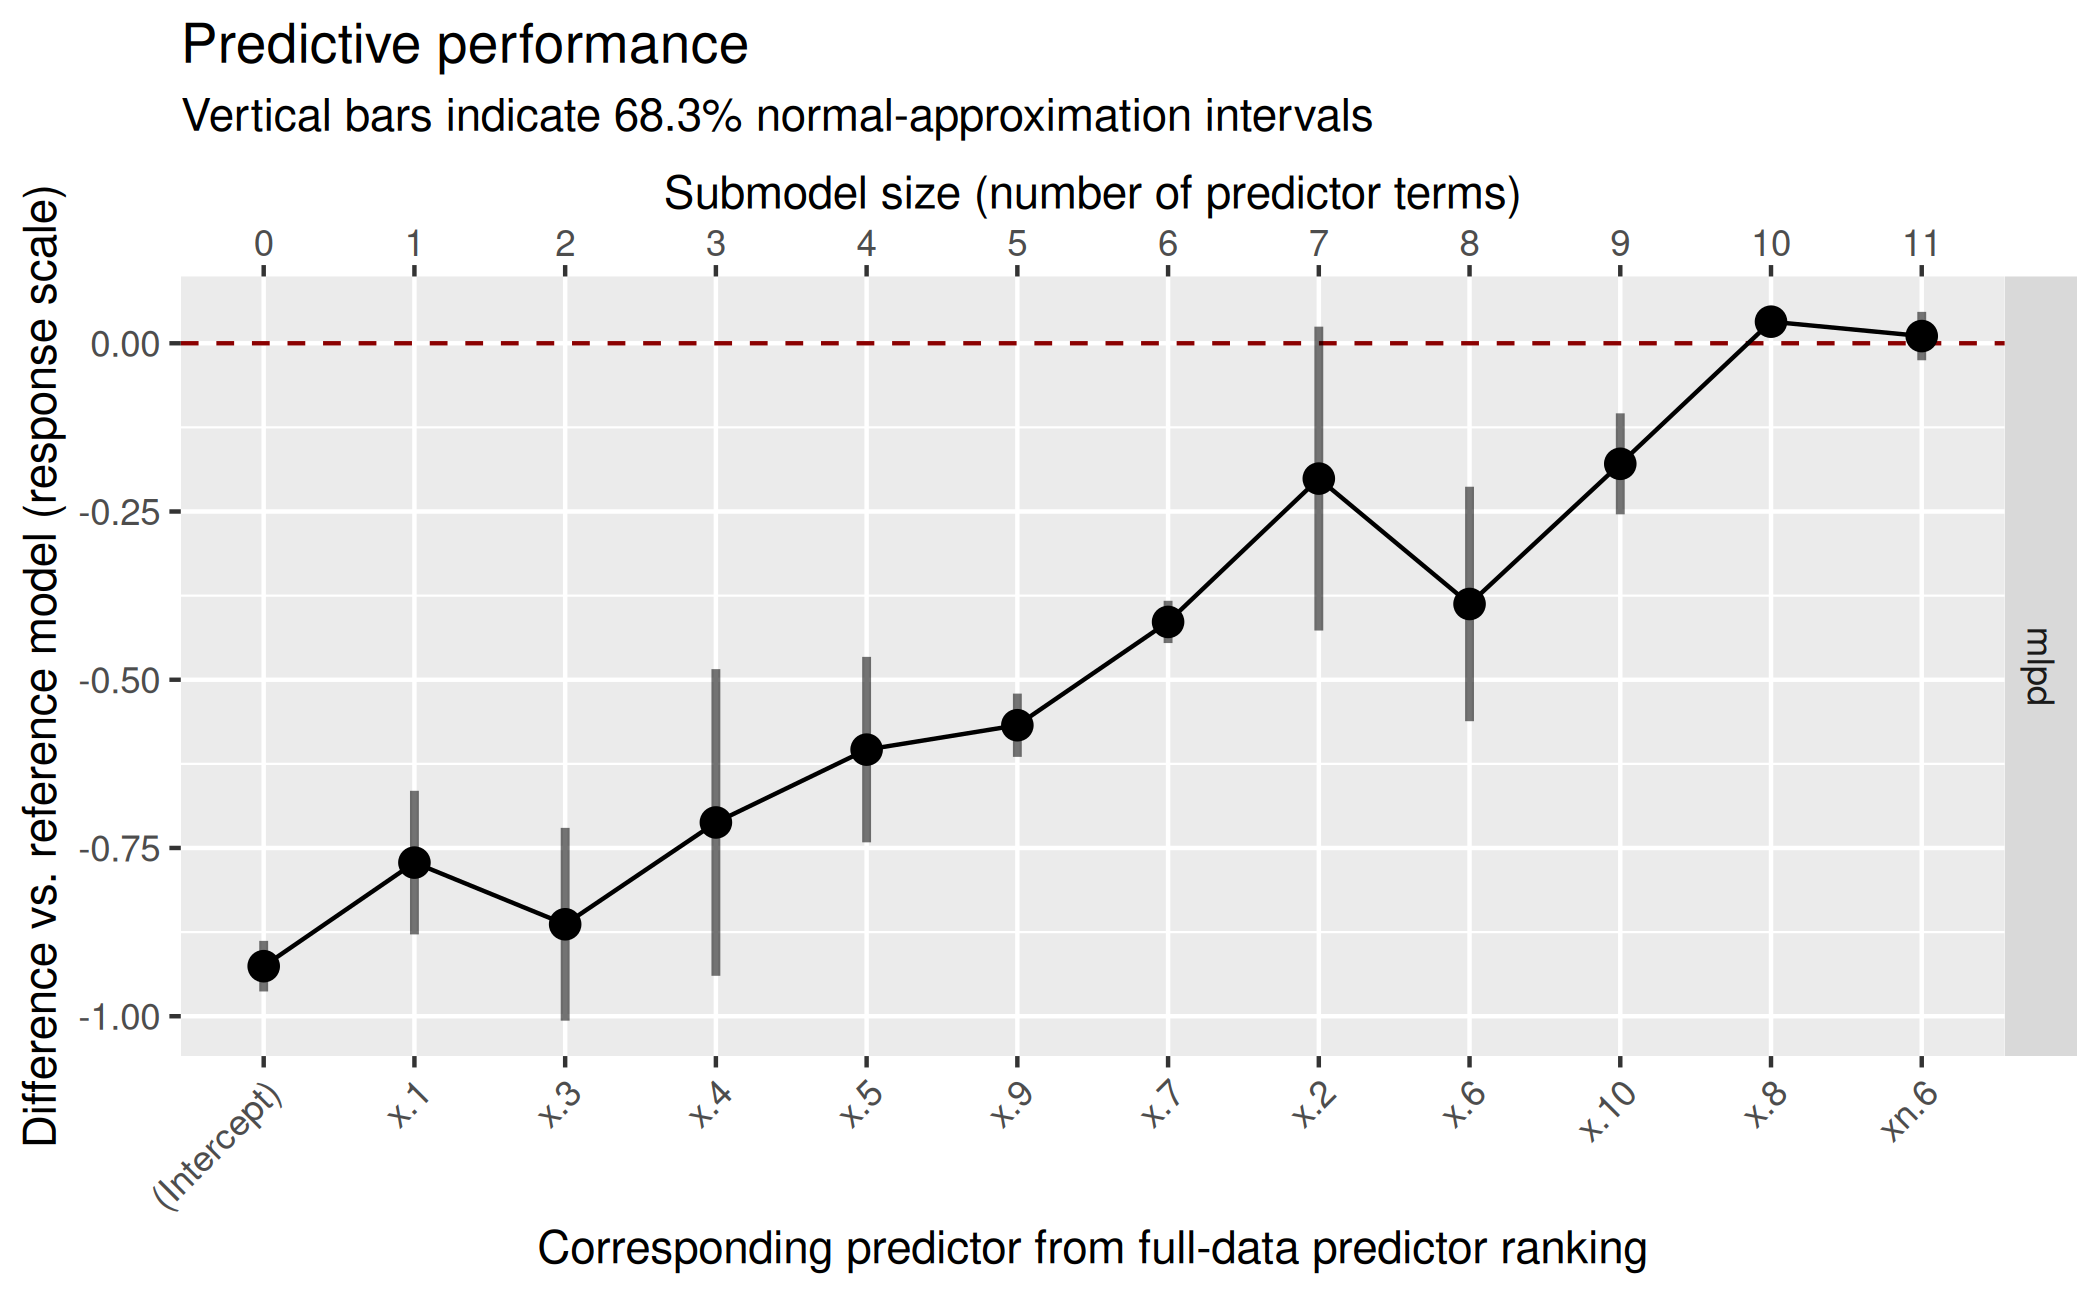 Predictive performance
Vertical bars indicate 68.3% normal-approximation intervals
Submodel size (number of predictor terms)
0 1 2 3 4 5 6 7 8 9 10 11
Difference vs. reference model (response scale)
0.00
-0.25
-0.50
-0.75
-1.00
mlpd
(Intercept) x.1 x.3 x.4 x.5 x.9 x.7 x.2 x.6 x.10 x.8 xn.6
Corresponding predictor from full-data predictor ranking